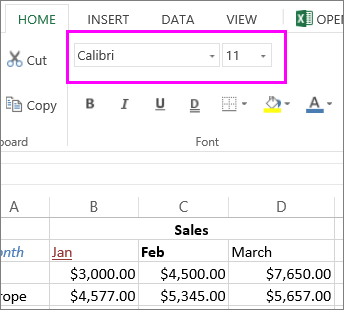 HOME INSERT DATA VIEW OPE
Cut Calibri 11
Copy B I U D A
board Font
A B C D
Sales
onth Jan Feb March
$3,000.00 $4,500.00 $7,650.00
rope $4,577.00 $5,345.00 $5,657.00